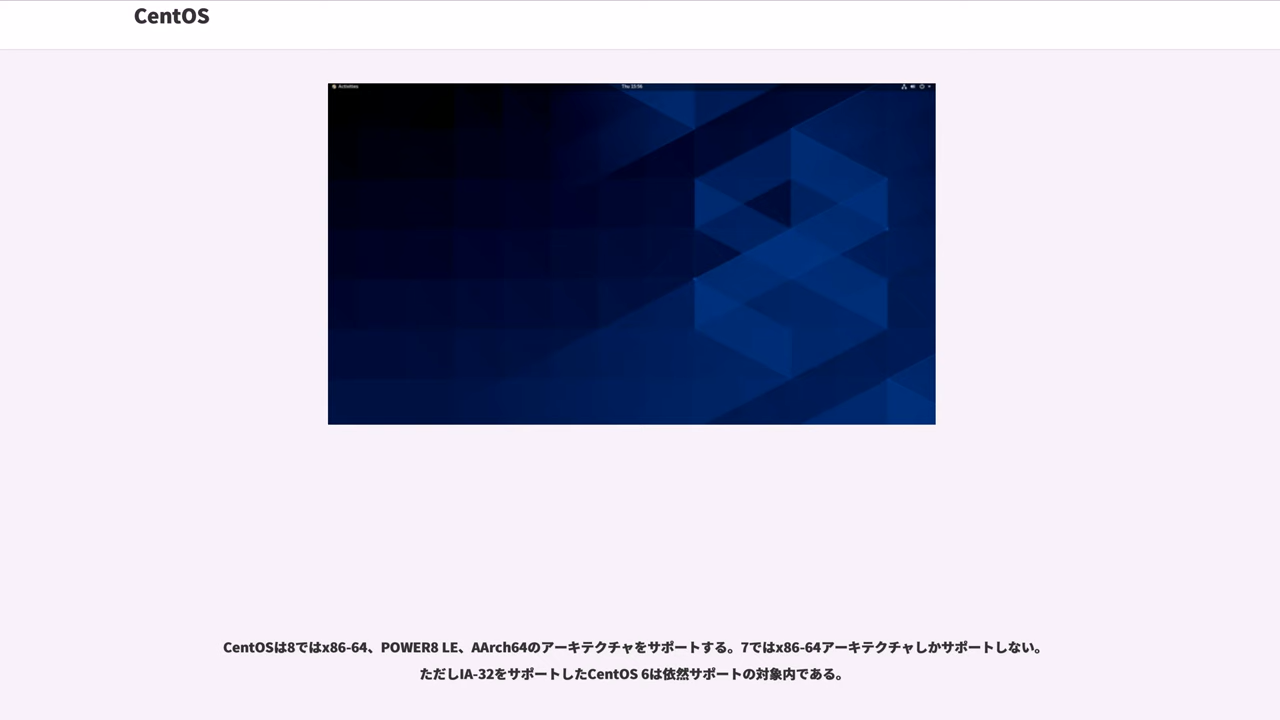 CentOS
Activities
Thu 23:58
CentOSは8ではx86-64、POWER8 LE、AArch64のアーキテクチャをサポートする。7ではx86-64アーキテクチャしかサポートしない。
ただしIA-32をサポートしたCentOS 6は依然サポートの対象内である。